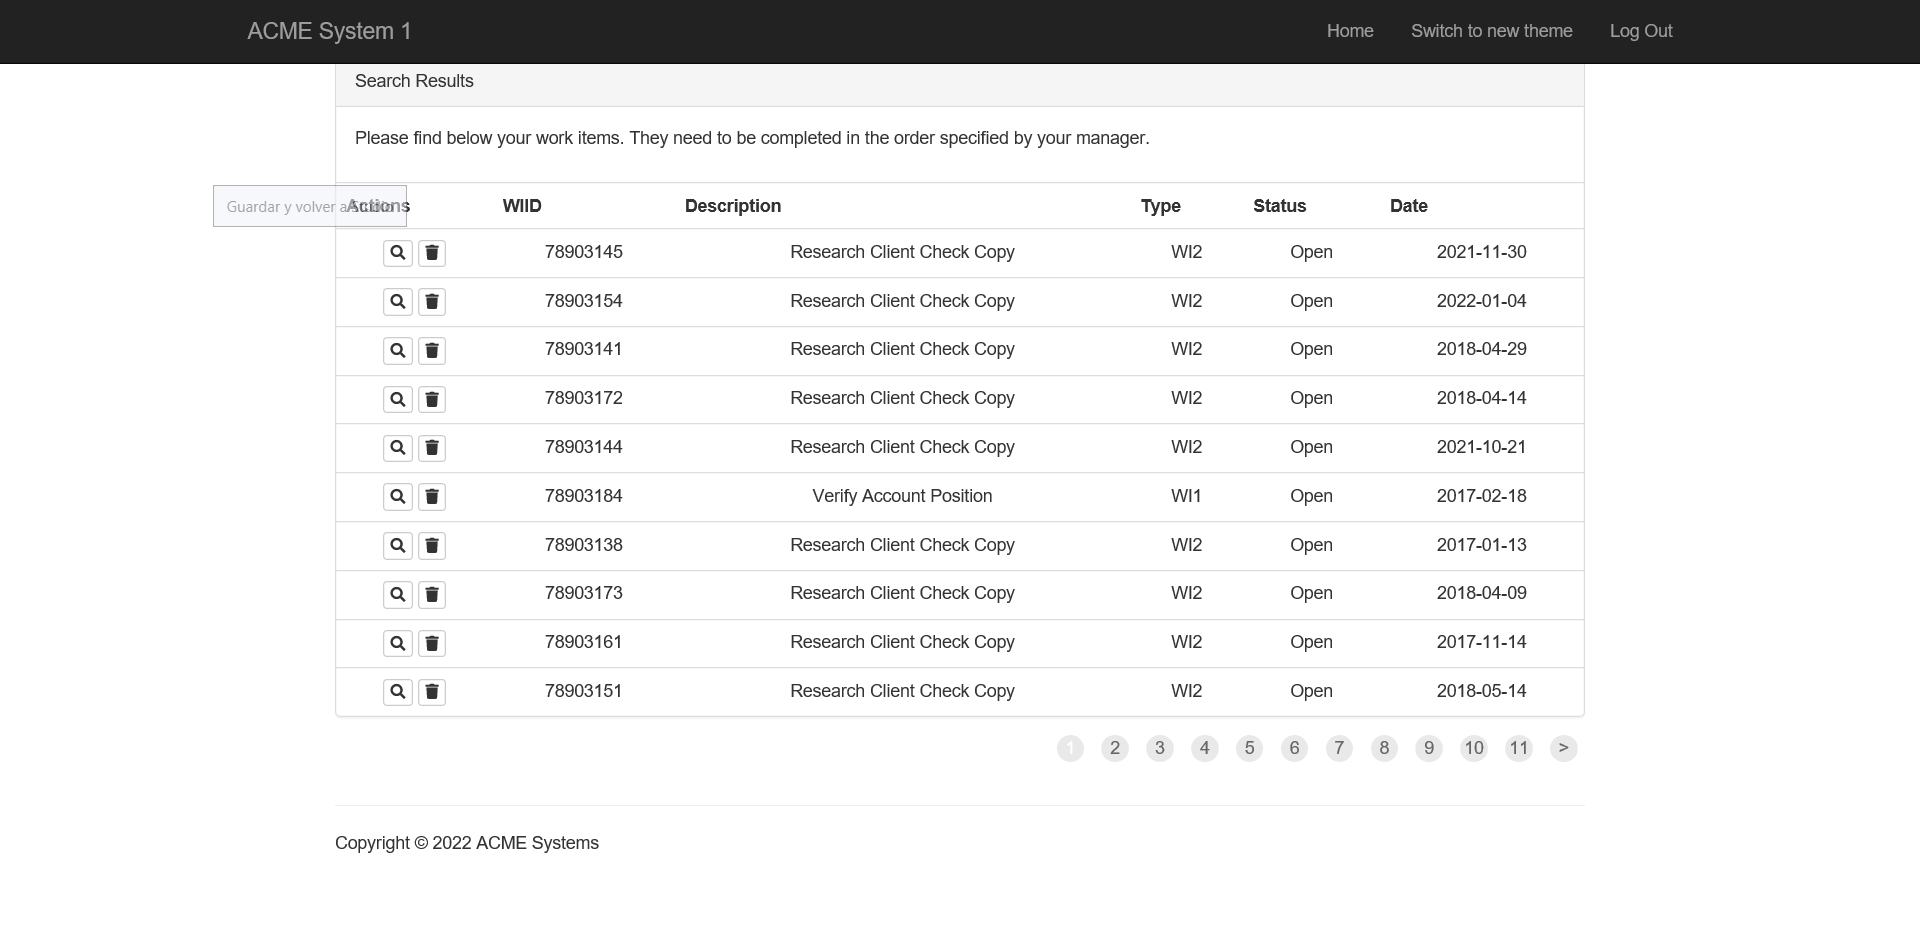 ACME System 1 Home Switch to new theme Log Out
Search Results
Please find below your work items. They need to be completed in the order specified by your manager.
Guardar y volver a
Actions WIID Description Type Status Date
78903145 Research Client Check Copy WI2 Open 2021-11-30
78903154 Research Client Check Copy WI2 Open 2022-01-04
78903141 Research Client Check Copy WI2 Open 2018-04-29
78903172 Research Client Check Copy WI2 Open 2018-04-14
78903144 Research Client Check Copy WI2 Open 2021-10-21
78903184 Verify Account Position WI1 Open 2017-02-18
78903138 Research Client Check Copy WI2 Open 2017-01-13
78903173 Research Client Check Copy WI2 Open 2018-04-09
78903161 Research Client Check Copy WI2 Open 2017-11-14
78903151 Research Client Check Copy WI2 Open 2018-05-14
1 2 3 4 5 6 7 8 9 10 11 >
Copyright © 2022 ACME Systems